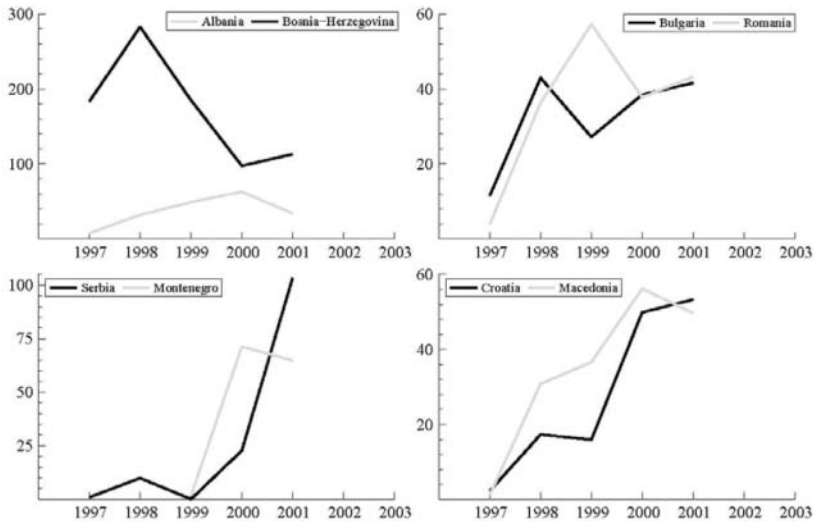 300
200
100
Albania Bosnia-Herzegovina
1997 1998 1999 2000 2001 2002 2003
60
40
20
Bulgaria Romania
1997 1998 1999 2000 2001 2002 2003
100
75
50
25
Serbia Montenegro
1997 1998 1999 2000 2001 2002 2003
60
40
20
Croatia Macedonia
1997 1998 1999 2000 2001 2002 2003